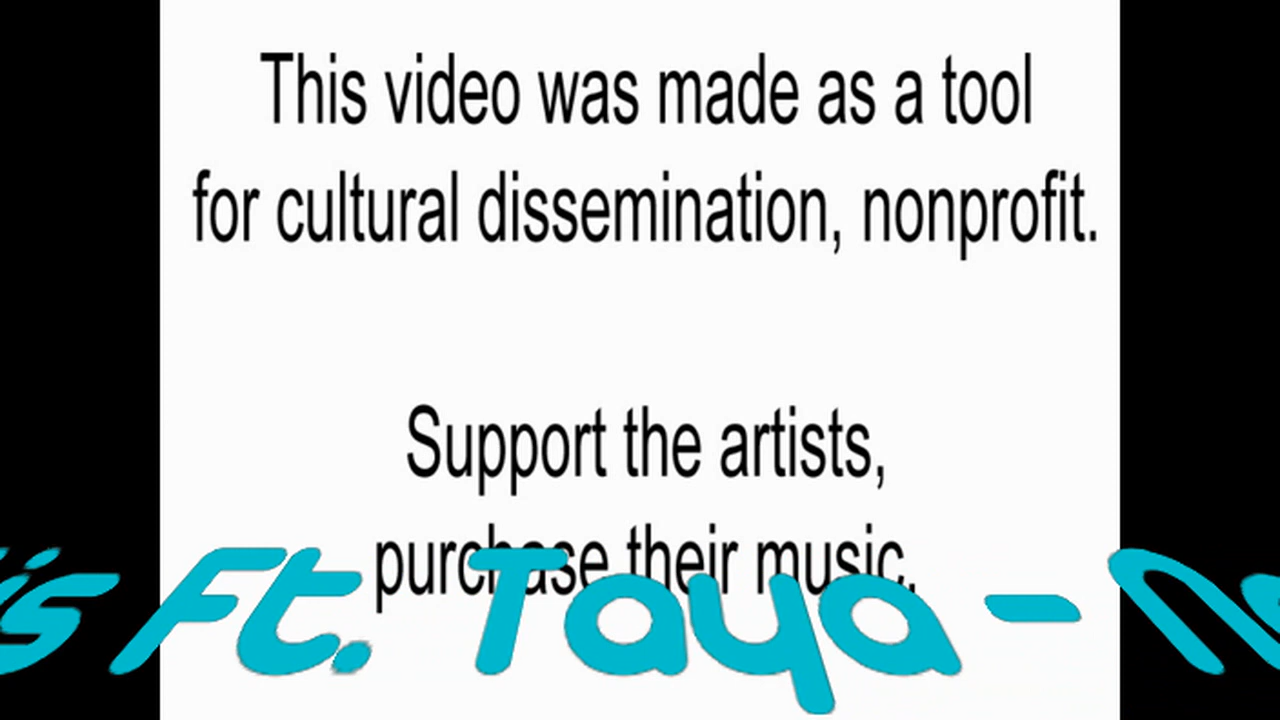 This video was made as a tool
for cultural dissemination, nonprofit.
Support the artists,
purchase their music.
Ft. Taya -